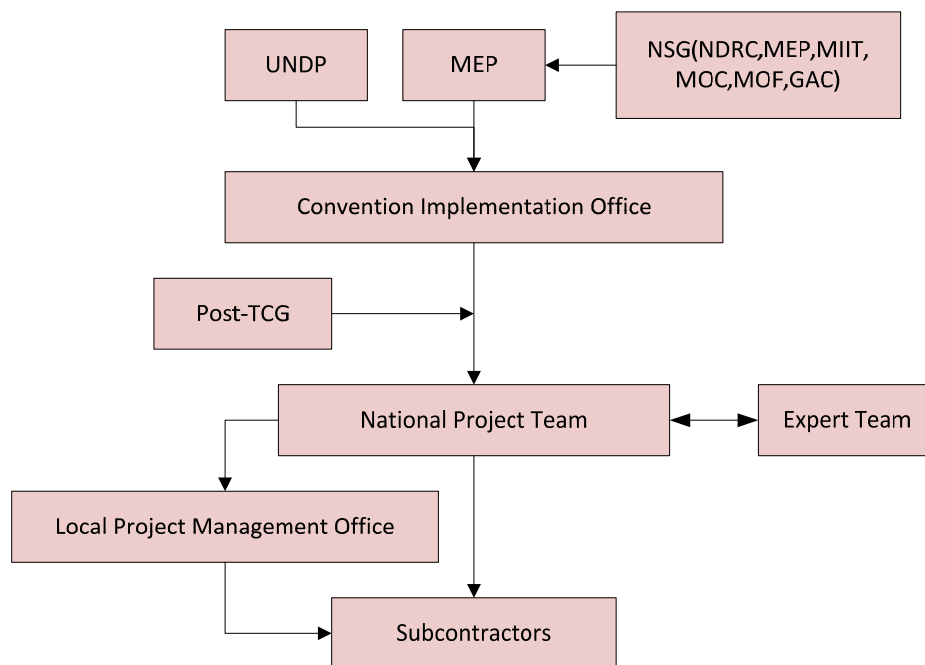 UNDP
MEP
NSG(NDRC,MEP,MIIT,
MOC,MOF,GAC)
Convention Implementation Office
Post-TCG
National Project Team
Expert Team
Local Project Management Office
Subcontractors